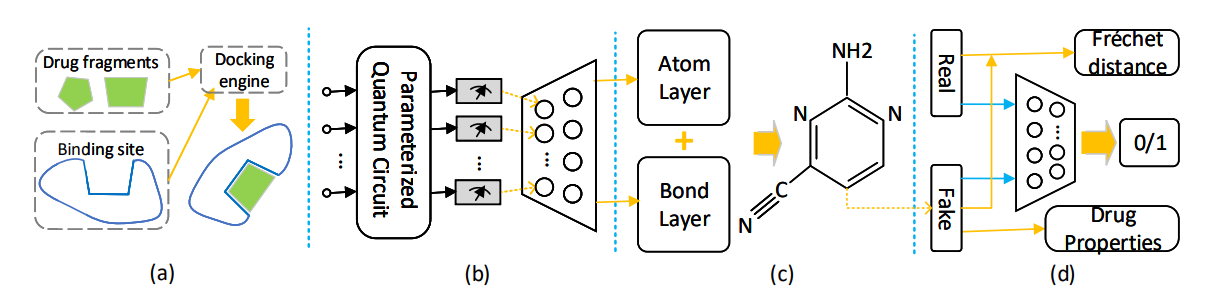 Drug fragments
Docking
engine
Binding site
(a)
Parameterized
Quantum Circuit
...
...
...
(b)
Atom
Layer
+
Bond
Layer
NH2
N
N
C
N
(c)
Real
Fake
...
...
Fréchet
distance
0/1
Drug
Properties
(d)